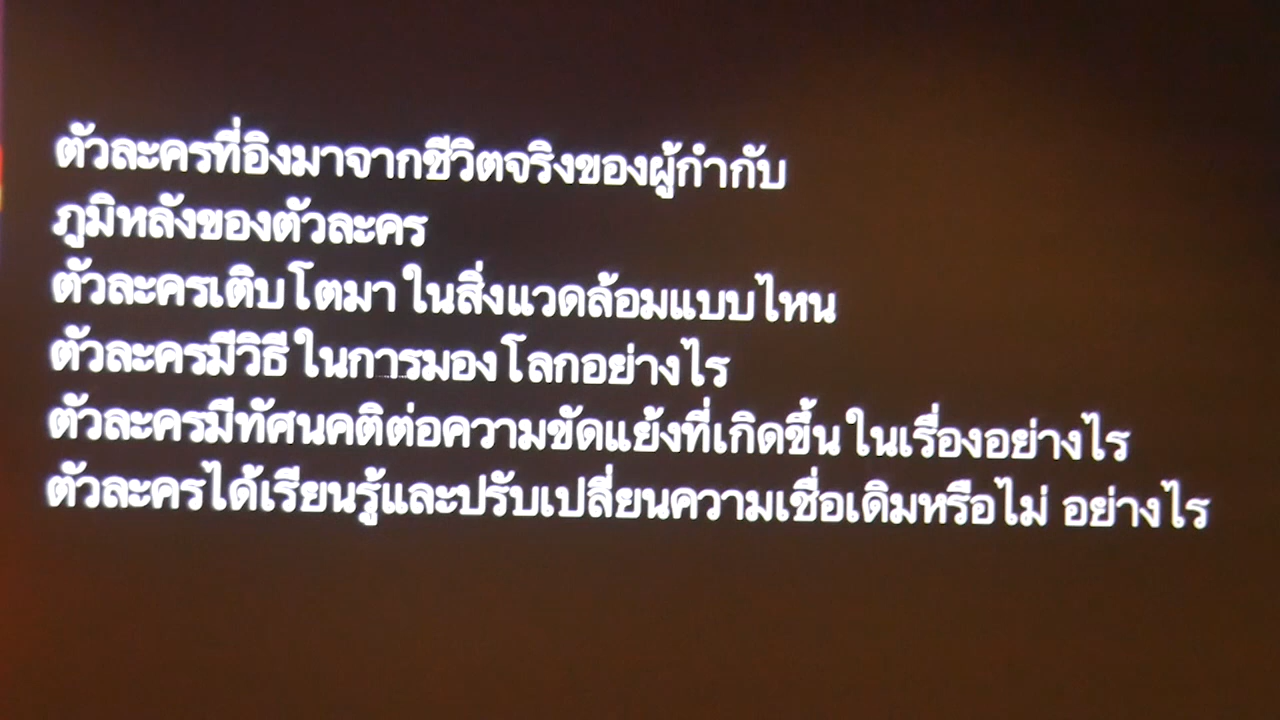 ตัวละครที่อิงมาจากชีวิตจริงของผู้กำกับ
ภูมิหลังของตัวละคร
ตัวละครเติบโตมาในสิ่งแวดล้อมแบบไหน
ตัวละครมีวิธีในการมองโลกอย่างไร
ตัวละครมีทัศนคติต่อความขัดแย้งที่เกิดขึ้นในเรื่องอย่างไร
ตัวละครได้เรียนรู้และปรับเปลี่ยนความเชื่อเดิมหรือไม่ อย่างไร